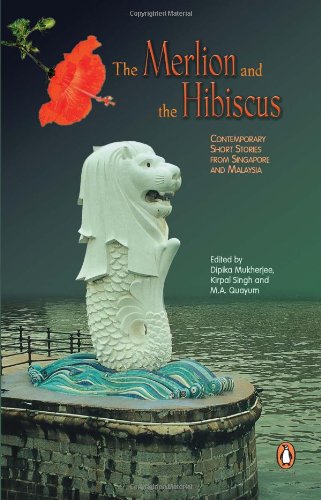 The Merlion and
the Hibiscus
CONTEMPORARY
SHORT STORIES
FROM SINGAPORE
AND MALAYSIA
Edited by
Dipika Mukherjee,
Kirpal Singh and
M.A. Quayum